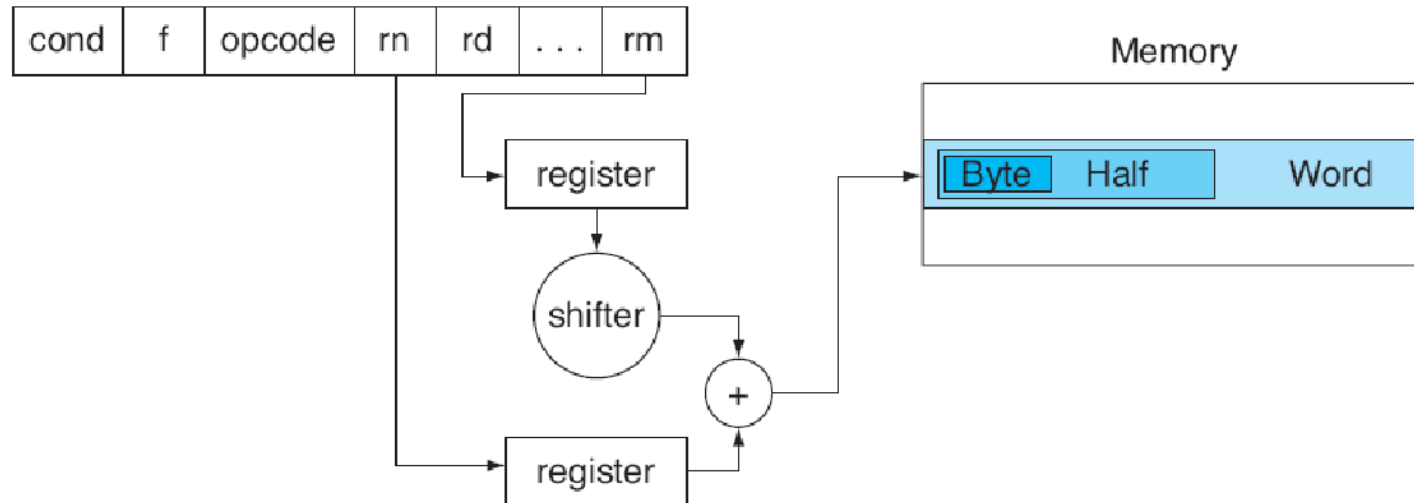 cond f opcode rn rd . . . rm
Memory
register
Byte Half Word
shifter
+
register